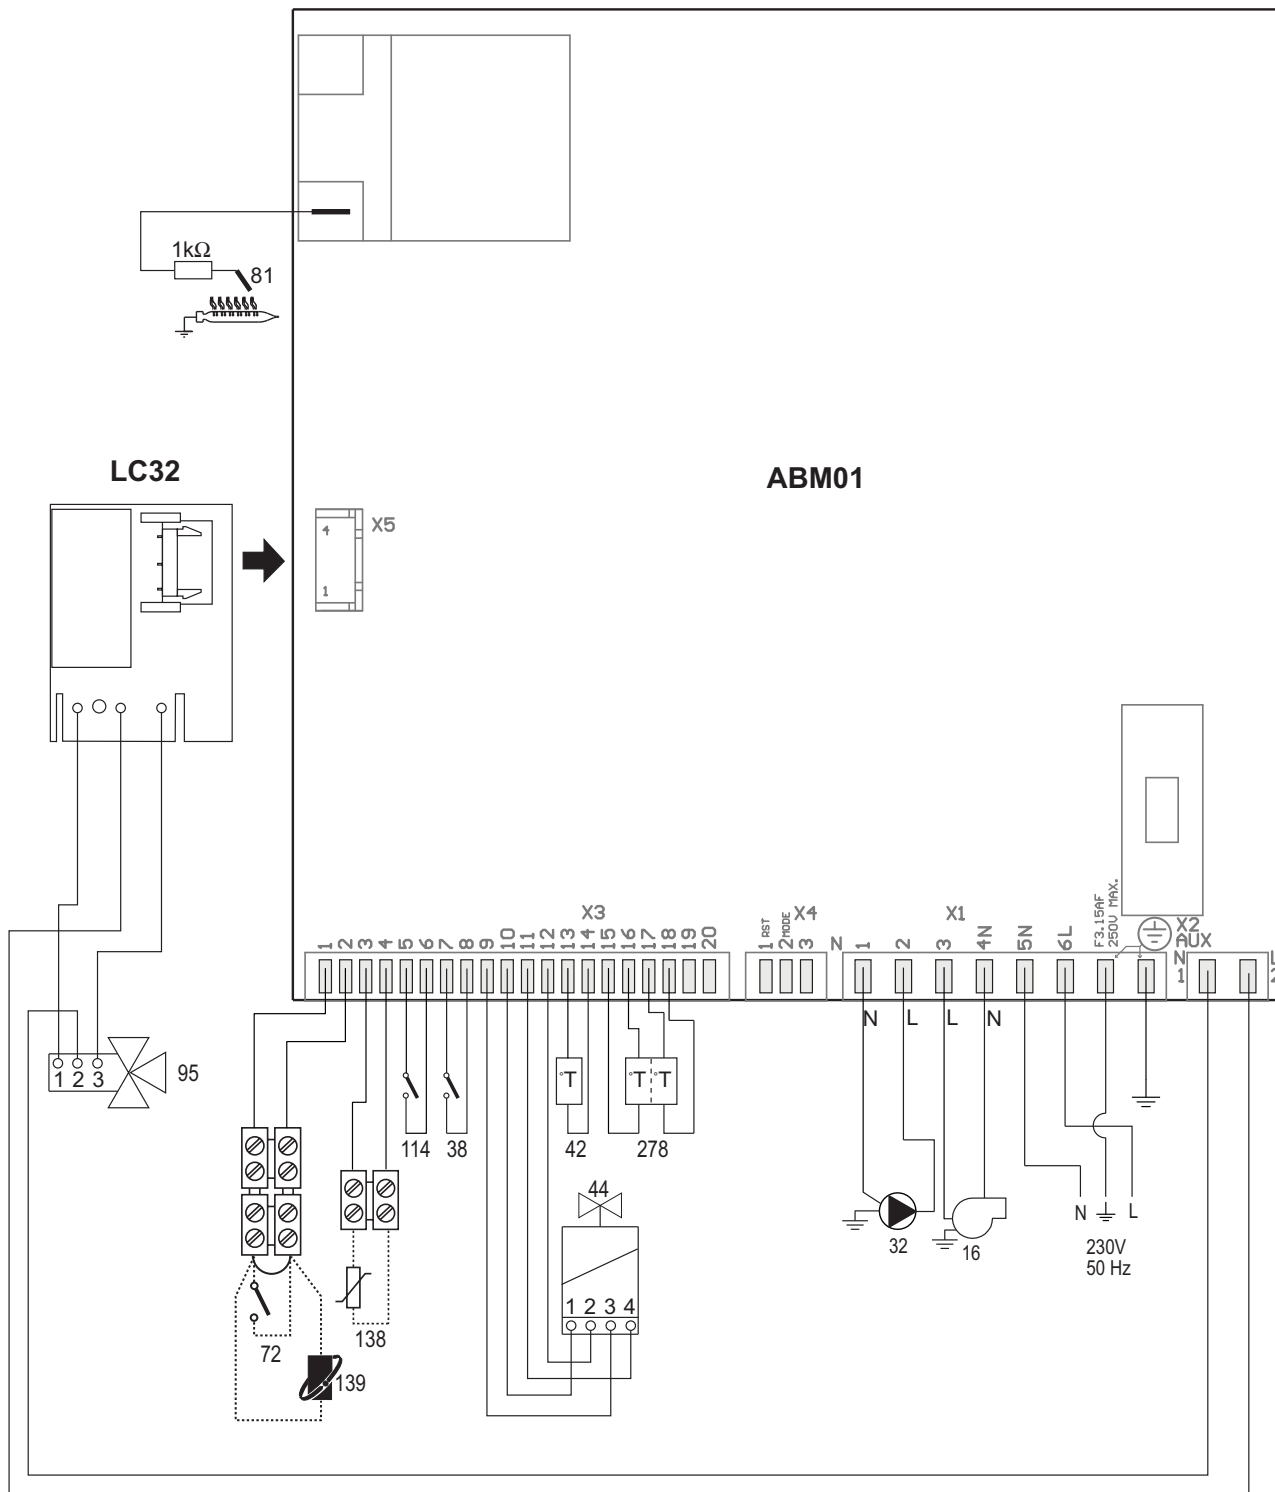 1kΩ
81
LC32
ABM01
4
X5
1
X3
X4
X1
F3.15AF
250V MAX.
X2
AUX
1 2 3 4 5 6 7 8 9 10 11 12 13 14 15 16 17 18 19 20
1 RST
2 MODE
3
N
1 2 3 4N 5N 6L
N
1
L
2
N L L N
1 2 3
95
°T
°T °T
114
38
42
278
44
N L
32
16
230V
50 Hz
1 2 3 4
72
138
139